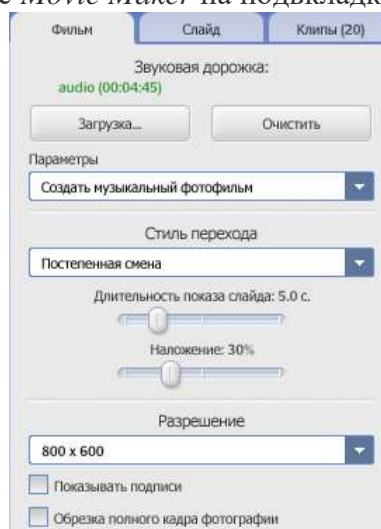 Movie Maker на подвкладк
Фильм Слайд Клипы (20)
Звуковая дорожка:
audio (00:04:45)
Загрузка... Очистить
Параметры
Создать музыкальный фотофильм
Стиль перехода
Постепенная смена
Длительность показа слайда: 5.0 с.
Наложение: 30%
Разрешение
800 x 600
Показывать подписи
Обрезка полного кадра фотографии